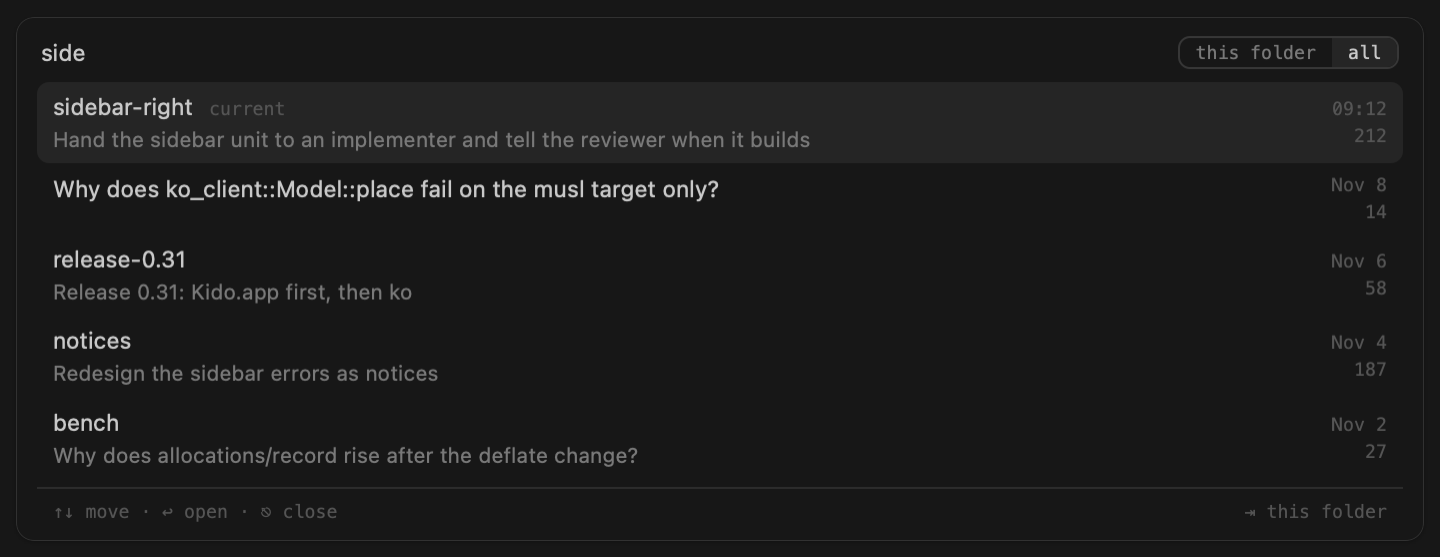 side
this folder all
sidebar-right current 09:12
Hand the sidebar unit to an implementer and tell the reviewer when it builds 212
Why does ko_client::Model::place fail on the musl target only? Nov 8
14
release-0.31 Nov 6
Release 0.31: Kido.app first, then ko 58
notices Nov 4
Redesign the sidebar errors as notices 187
bench Nov 2
Why does allocations/record rise after the deflate change? 27
↑↓ move · ↩ open · ⎋ close ⇥ this folder